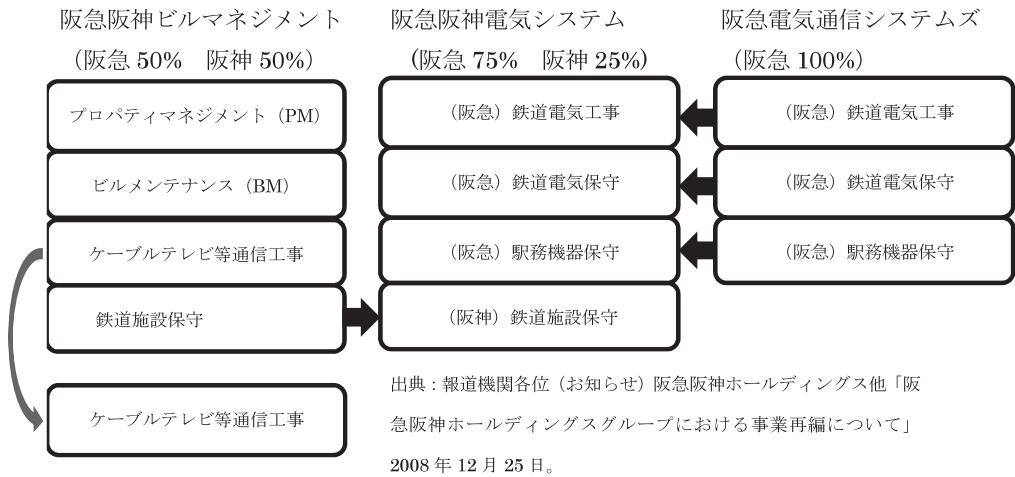 阪急阪神ビルマネジメント
(阪急 50%　阪神 50%)
プロパティマネジメント（PM）
ビルメンテナンス（BM）
ケーブルテレビ等通信工事
鉄道施設保守
ケーブルテレビ等通信工事
阪急阪神電気システム
(阪急 75%　阪神 25%)
（阪急）鉄道電気工事
（阪急）鉄道電気保守
（阪急）駅務機器保守
（阪神）鉄道施設保守
阪急電気通信システムズ
（阪急 100%）
（阪急）鉄道電気工事
（阪急）鉄道電気保守
（阪急）駅務機器保守
出典：報道機関各位（お知らせ）阪急阪神ホールディングス他「阪
急阪神ホールディングスグループにおける事業再編について」
2008 年 12 月 25 日。